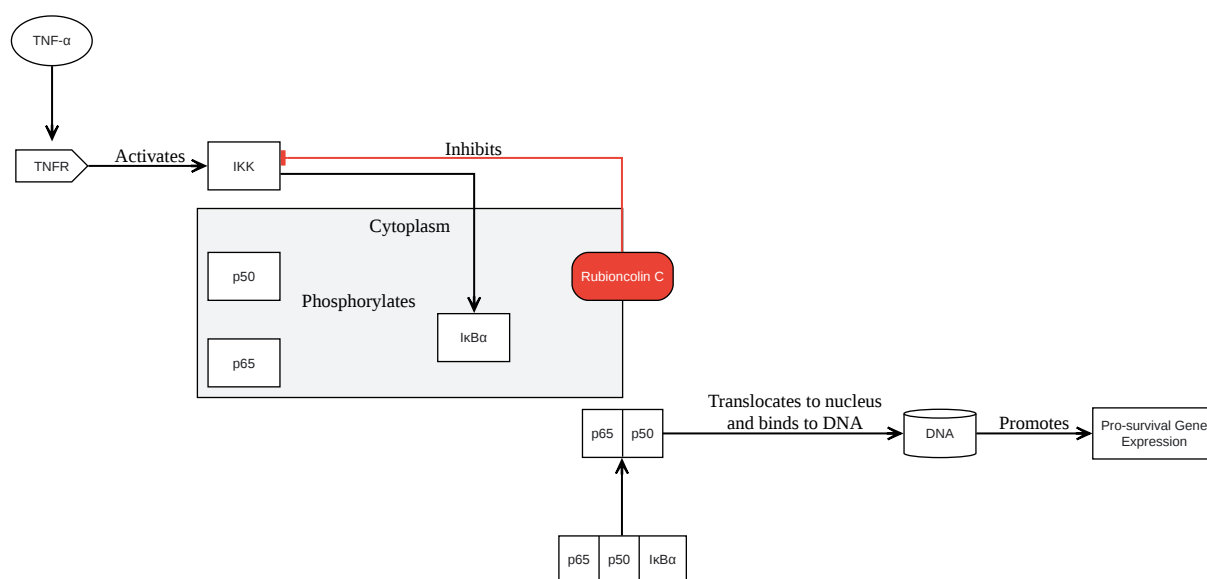 TNF-α
TNFR
Activates
IKK
Inhibits
Cytoplasm
p50
Phosphorylates
Rubioncolin C
IκBα
p65
p65 p50
Translocates to nucleus
and binds to DNA
DNA
Promotes
Pro-survival Gene
Expression
p65 p50 IκBα